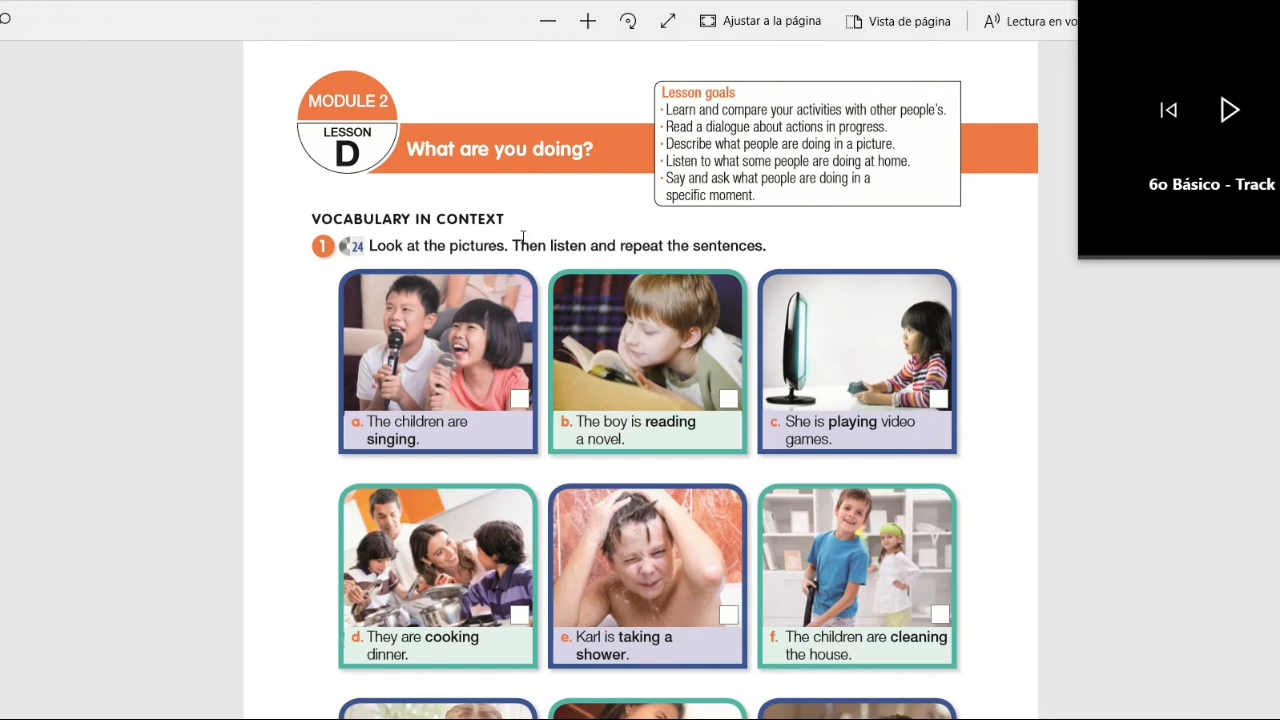 Ajustar a la página
Vista de página
Lectura en vo
6o Básico - Track
MODULE 2
LESSON
D
What are you doing?
Lesson goals
· Learn and compare your activities with other people's.
· Read a dialogue about actions in progress.
· Describe what people are doing in a picture.
· Listen to what some people are doing at home.
· Say and ask what people are doing in a
specific moment.
VOCABULARY IN CONTEXT
1 24 Look at the pictures. Then listen and repeat the sentences.
a. The children are
singing.
b. The boy is reading
a novel.
c. She is playing video
games.
d. They are cooking
dinner.
e. Karl is taking a
shower.
f. The children are cleaning
the house.